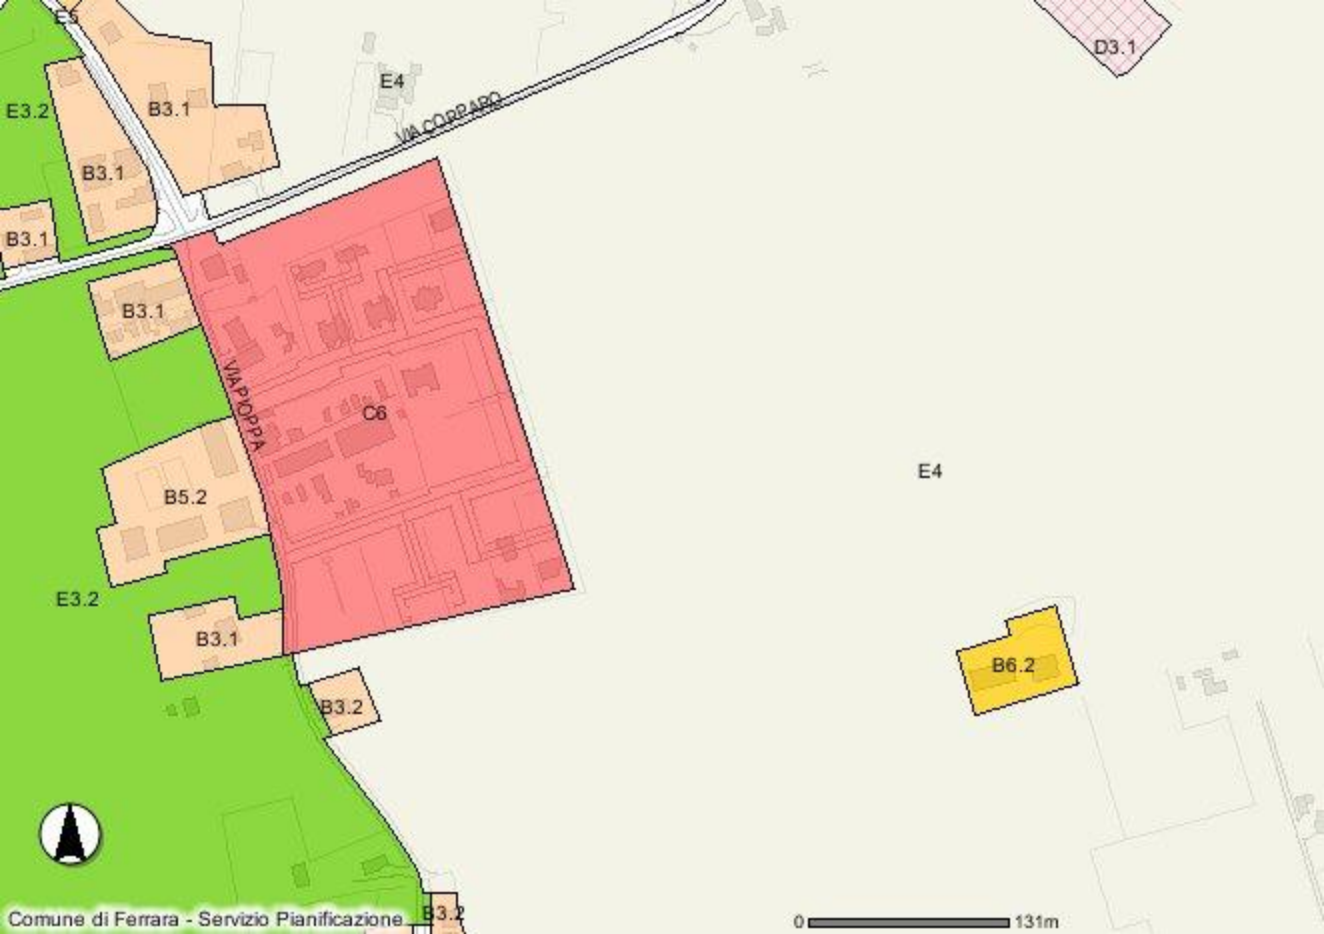 E5
D3.1
E4
E3.2
B3.1
VIA COPPARO
B3.1
B3.1
B3.1
VIA PIOPPA
C6
E4
B5.2
E3.2
B3.1
B6.2
B3.2
B3.2
Comune di Ferrara - Servizio Pianificazione
0 131m